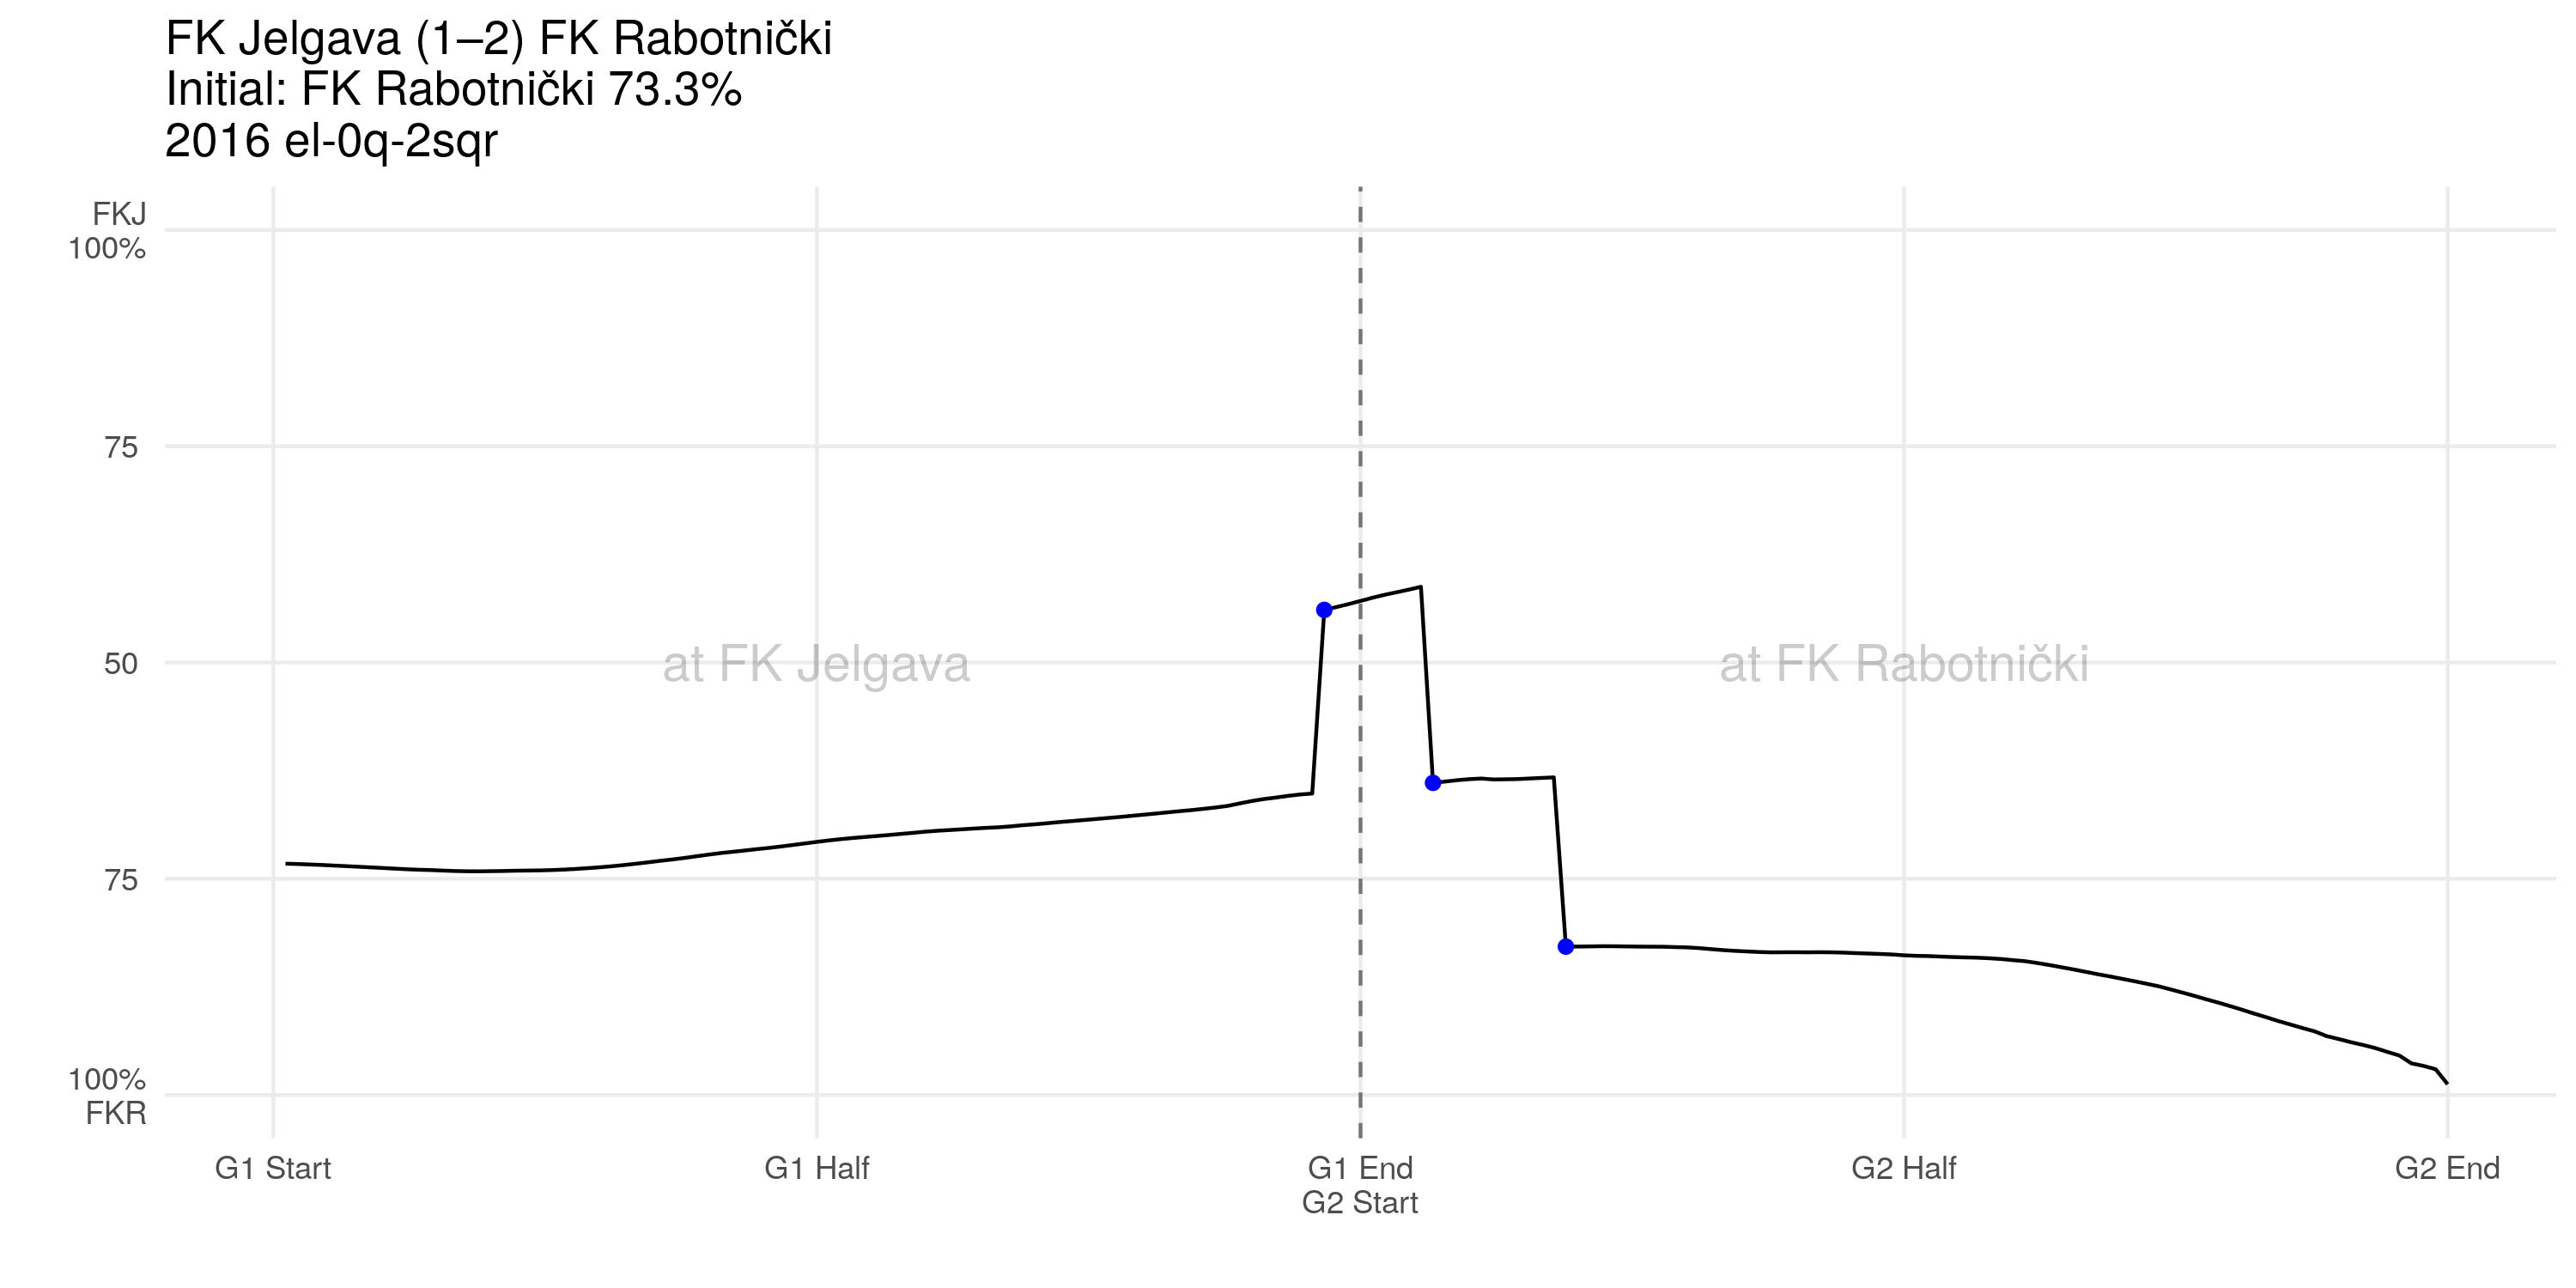 FK Jelgava (1–2) FK Rabotnički
Initial: FK Rabotnički 73.3%
2016 el-0q-2sqr
FKJ
100%
75
50
75
100%
FKR
at FK Jelgava
at FK Rabotnički
G1 Start
G1 Half
G1 End
G2 Start
G2 Half
G2 End